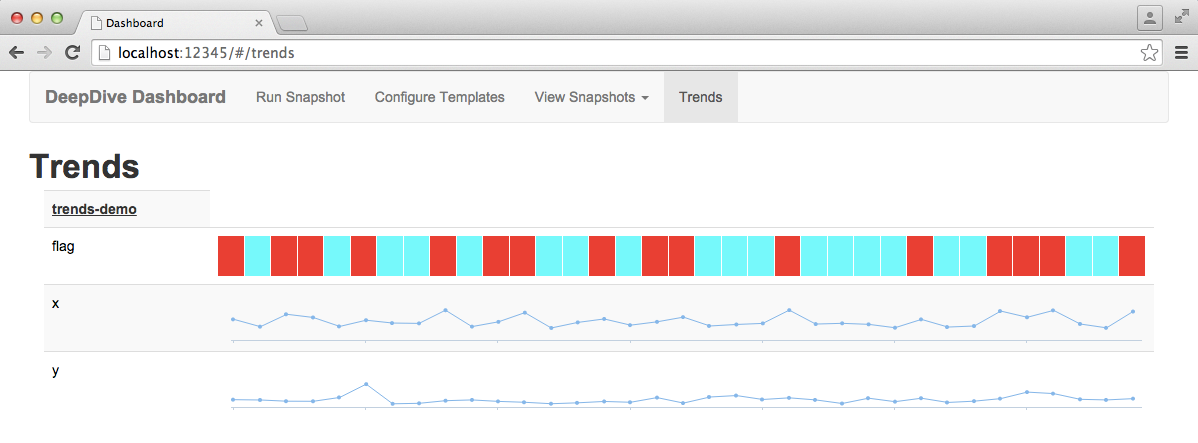 Dashboard
localhost:12345/#/trends
DeepDive Dashboard Run Snapshot Configure Templates View Snapshots Trends
Trends
trends-demo
flag
x
y